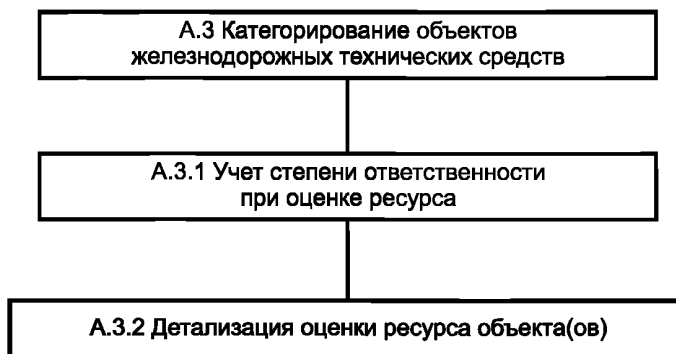 А.3 Категорирование объектов
железнодорожных технических средств
А.3.1 Учет степени ответственности
при оценке ресурса
А.3.2 Детализация оценки ресурса объекта(ов)